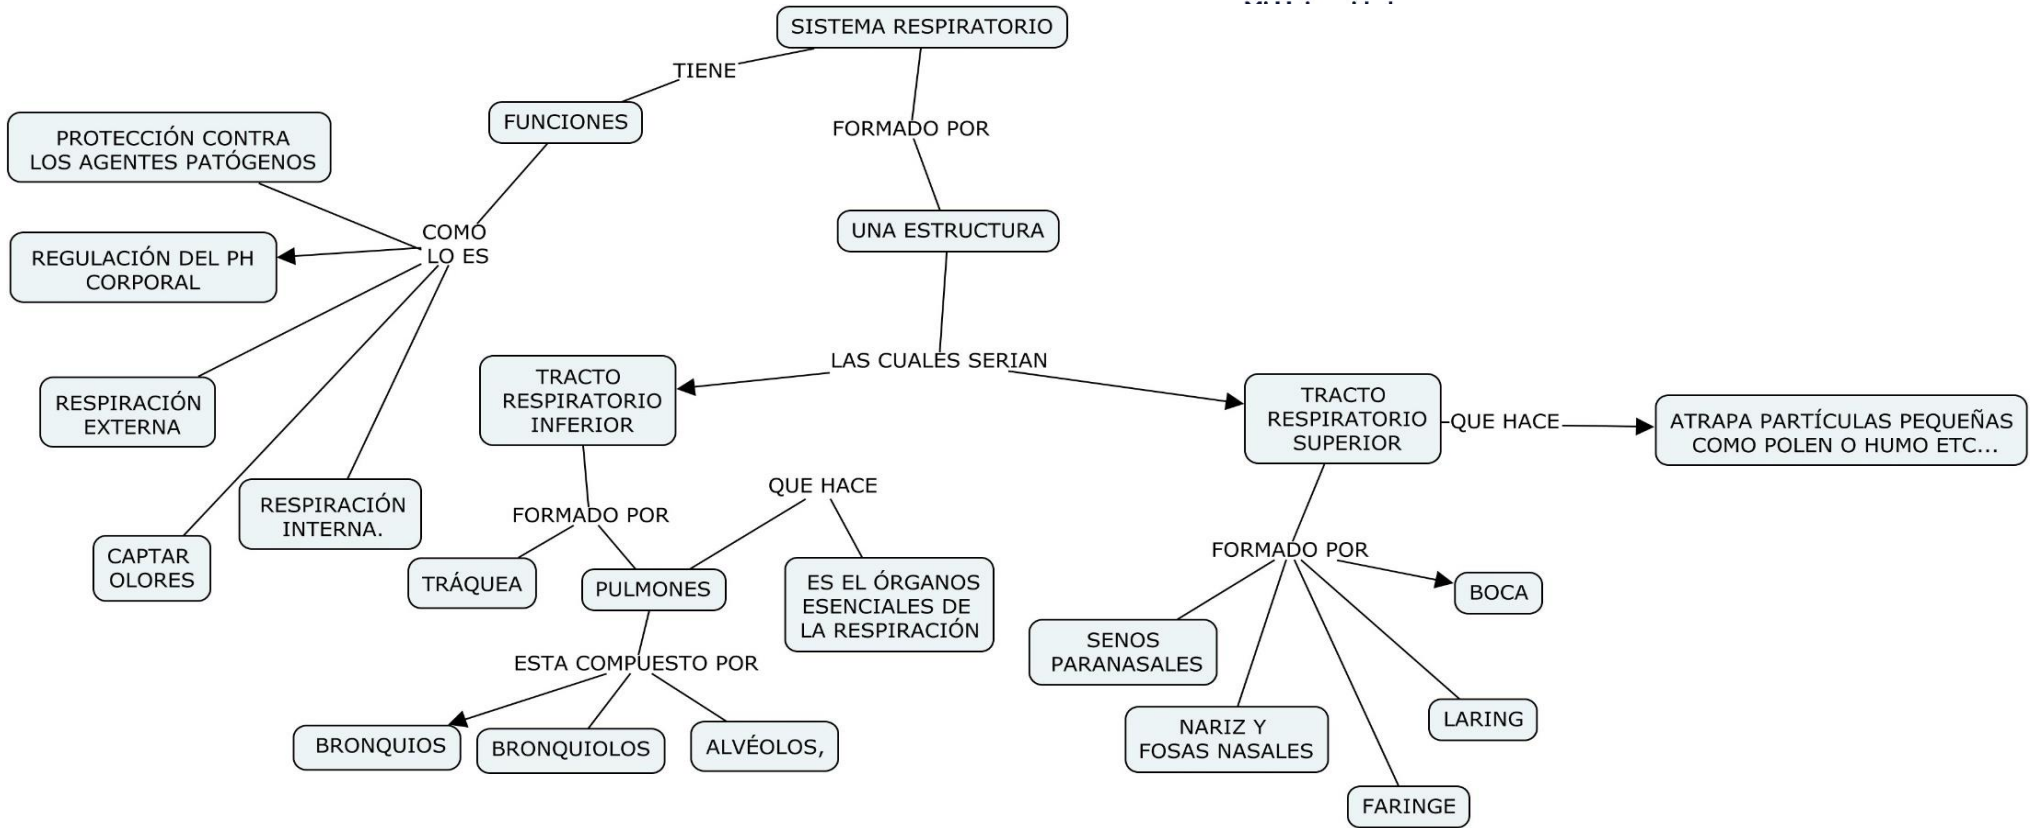 SISTEMA RESPIRATORIO
TIENE
FUNCIONES
FORMADO POR
PROTECCIÓN CONTRA
LOS AGENTES PATÓGENOS
COMÓ
LO ES
REGULACIÓN DEL PH
CORPORAL
RESPIRACIÓN
EXTERNA
CAPTAR
OLORES
RESPIRACIÓN
INTERNA.
UNA ESTRUCTURA
LAS CUALES SERIAN
TRACTO
RESPIRATORIO
INFERIOR
FORMADO POR
TRÁQUEA
PULMONES
QUE HACE
ES EL ÓRGANOS
ESENCIALES DE
LA RESPIRACIÓN
ESTA COMPUESTO POR
BRONQUIOS
BRONQUIOLOS
ALVÉOLOS,
TRACTO
RESPIRATORIO
SUPERIOR
QUE HACE
ATRAPA PARTÍCULAS PEQUEÑAS
COMO POLEN O HUMO ETC...
FORMADO POR
BOCA
SENOS
PARANASALES
NARIZ Y
FOSAS NASALES
LARING
FARINGE